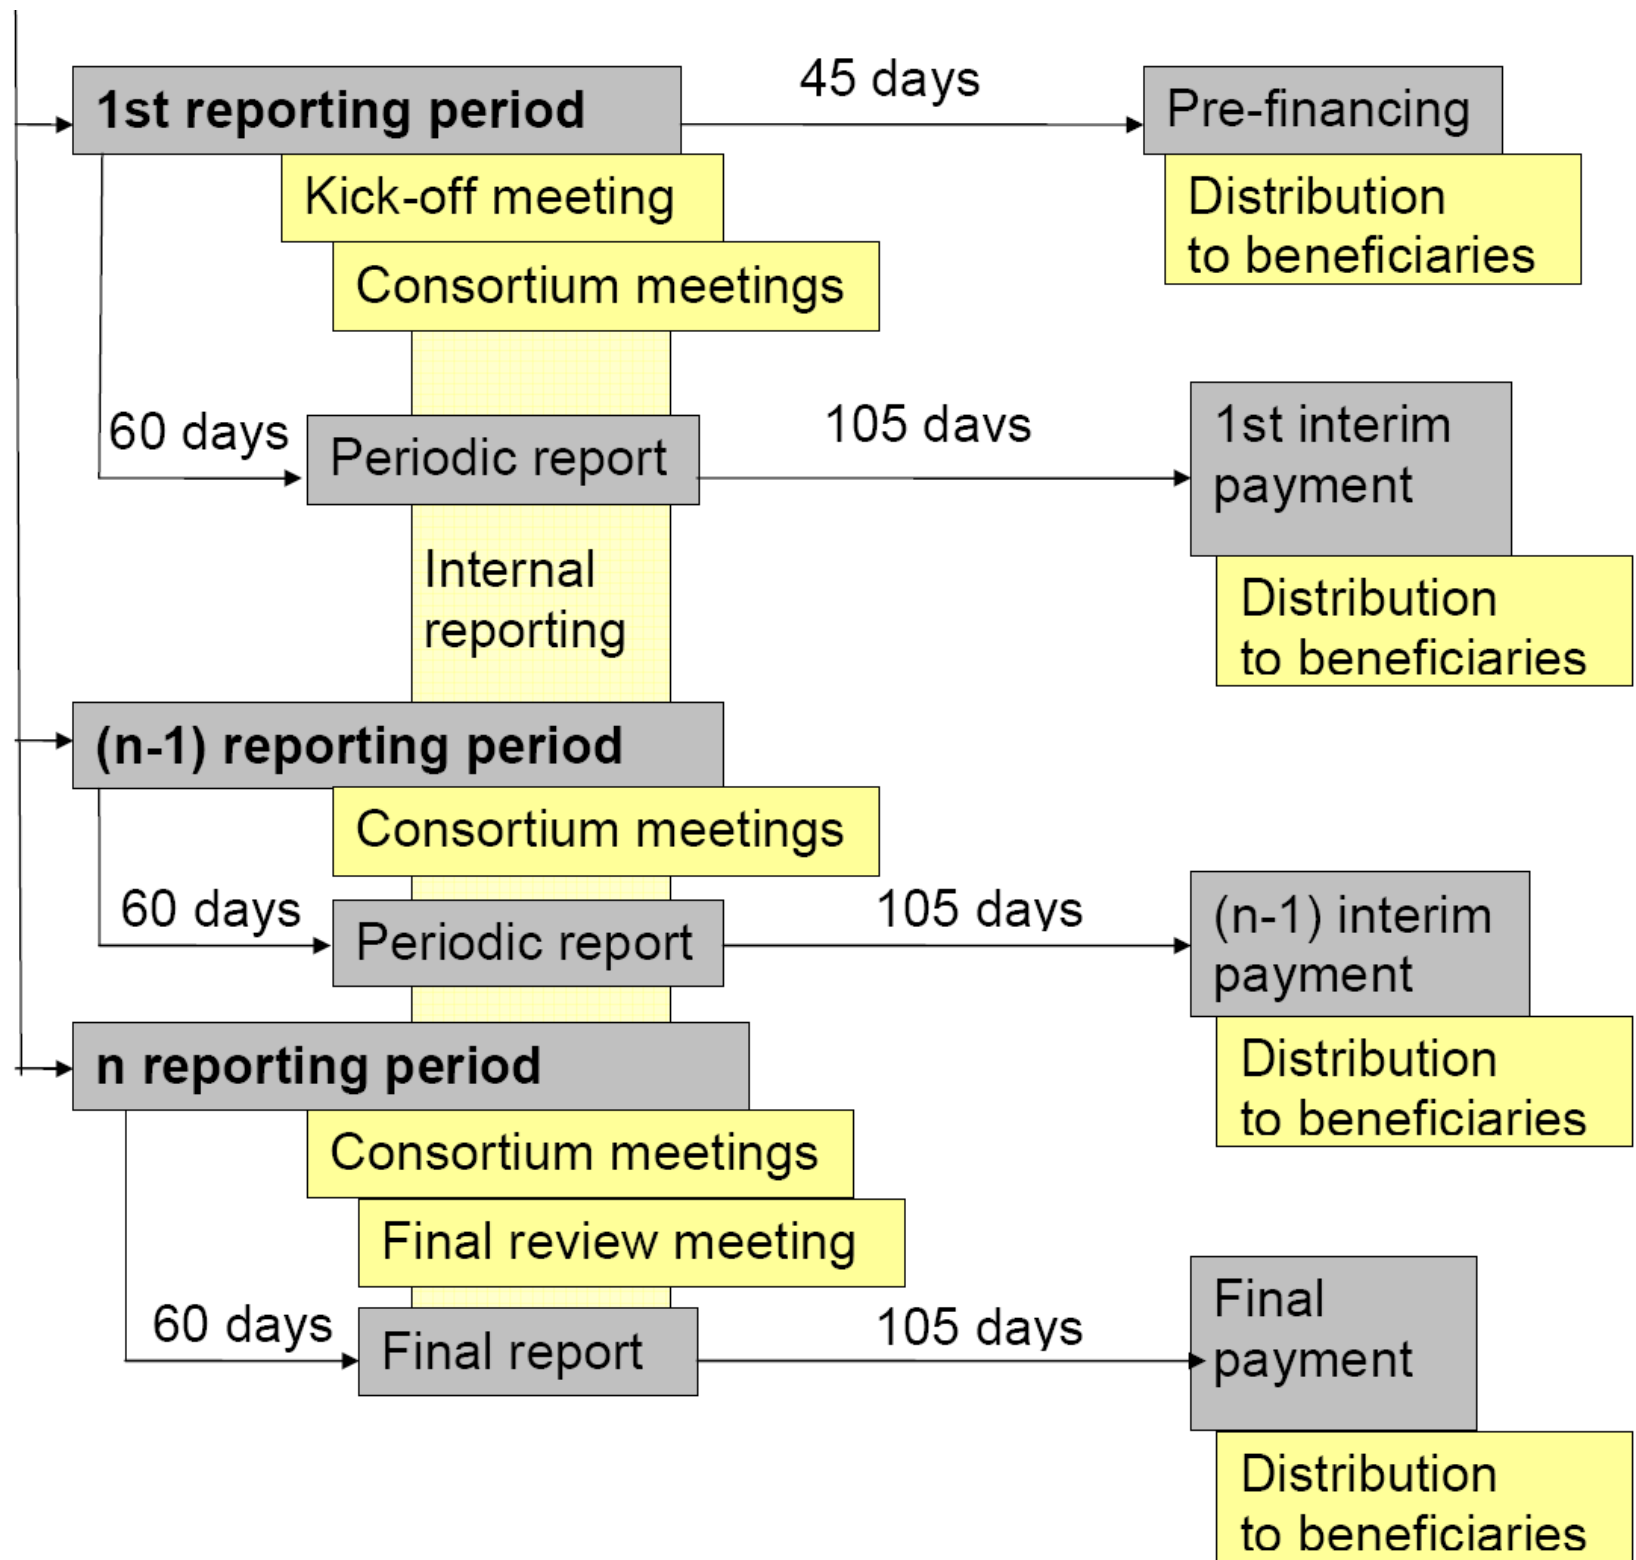 1st reporting period
45 days
Pre-financing
Kick-off meeting
Distribution
to beneficiaries
Consortium meetings
60 days
Periodic report
105 davs
1st interim
payment
Internal
reporting
Distribution
to beneficiaries
(n-1) reporting period
Consortium meetings
60 days
Periodic report
105 days
(n-1) interim
payment
n reporting period
Distribution
to beneficiaries
Consortium meetings
Final review meeting
60 days
Final report
105 days
Final
payment
Distribution
to beneficiaries